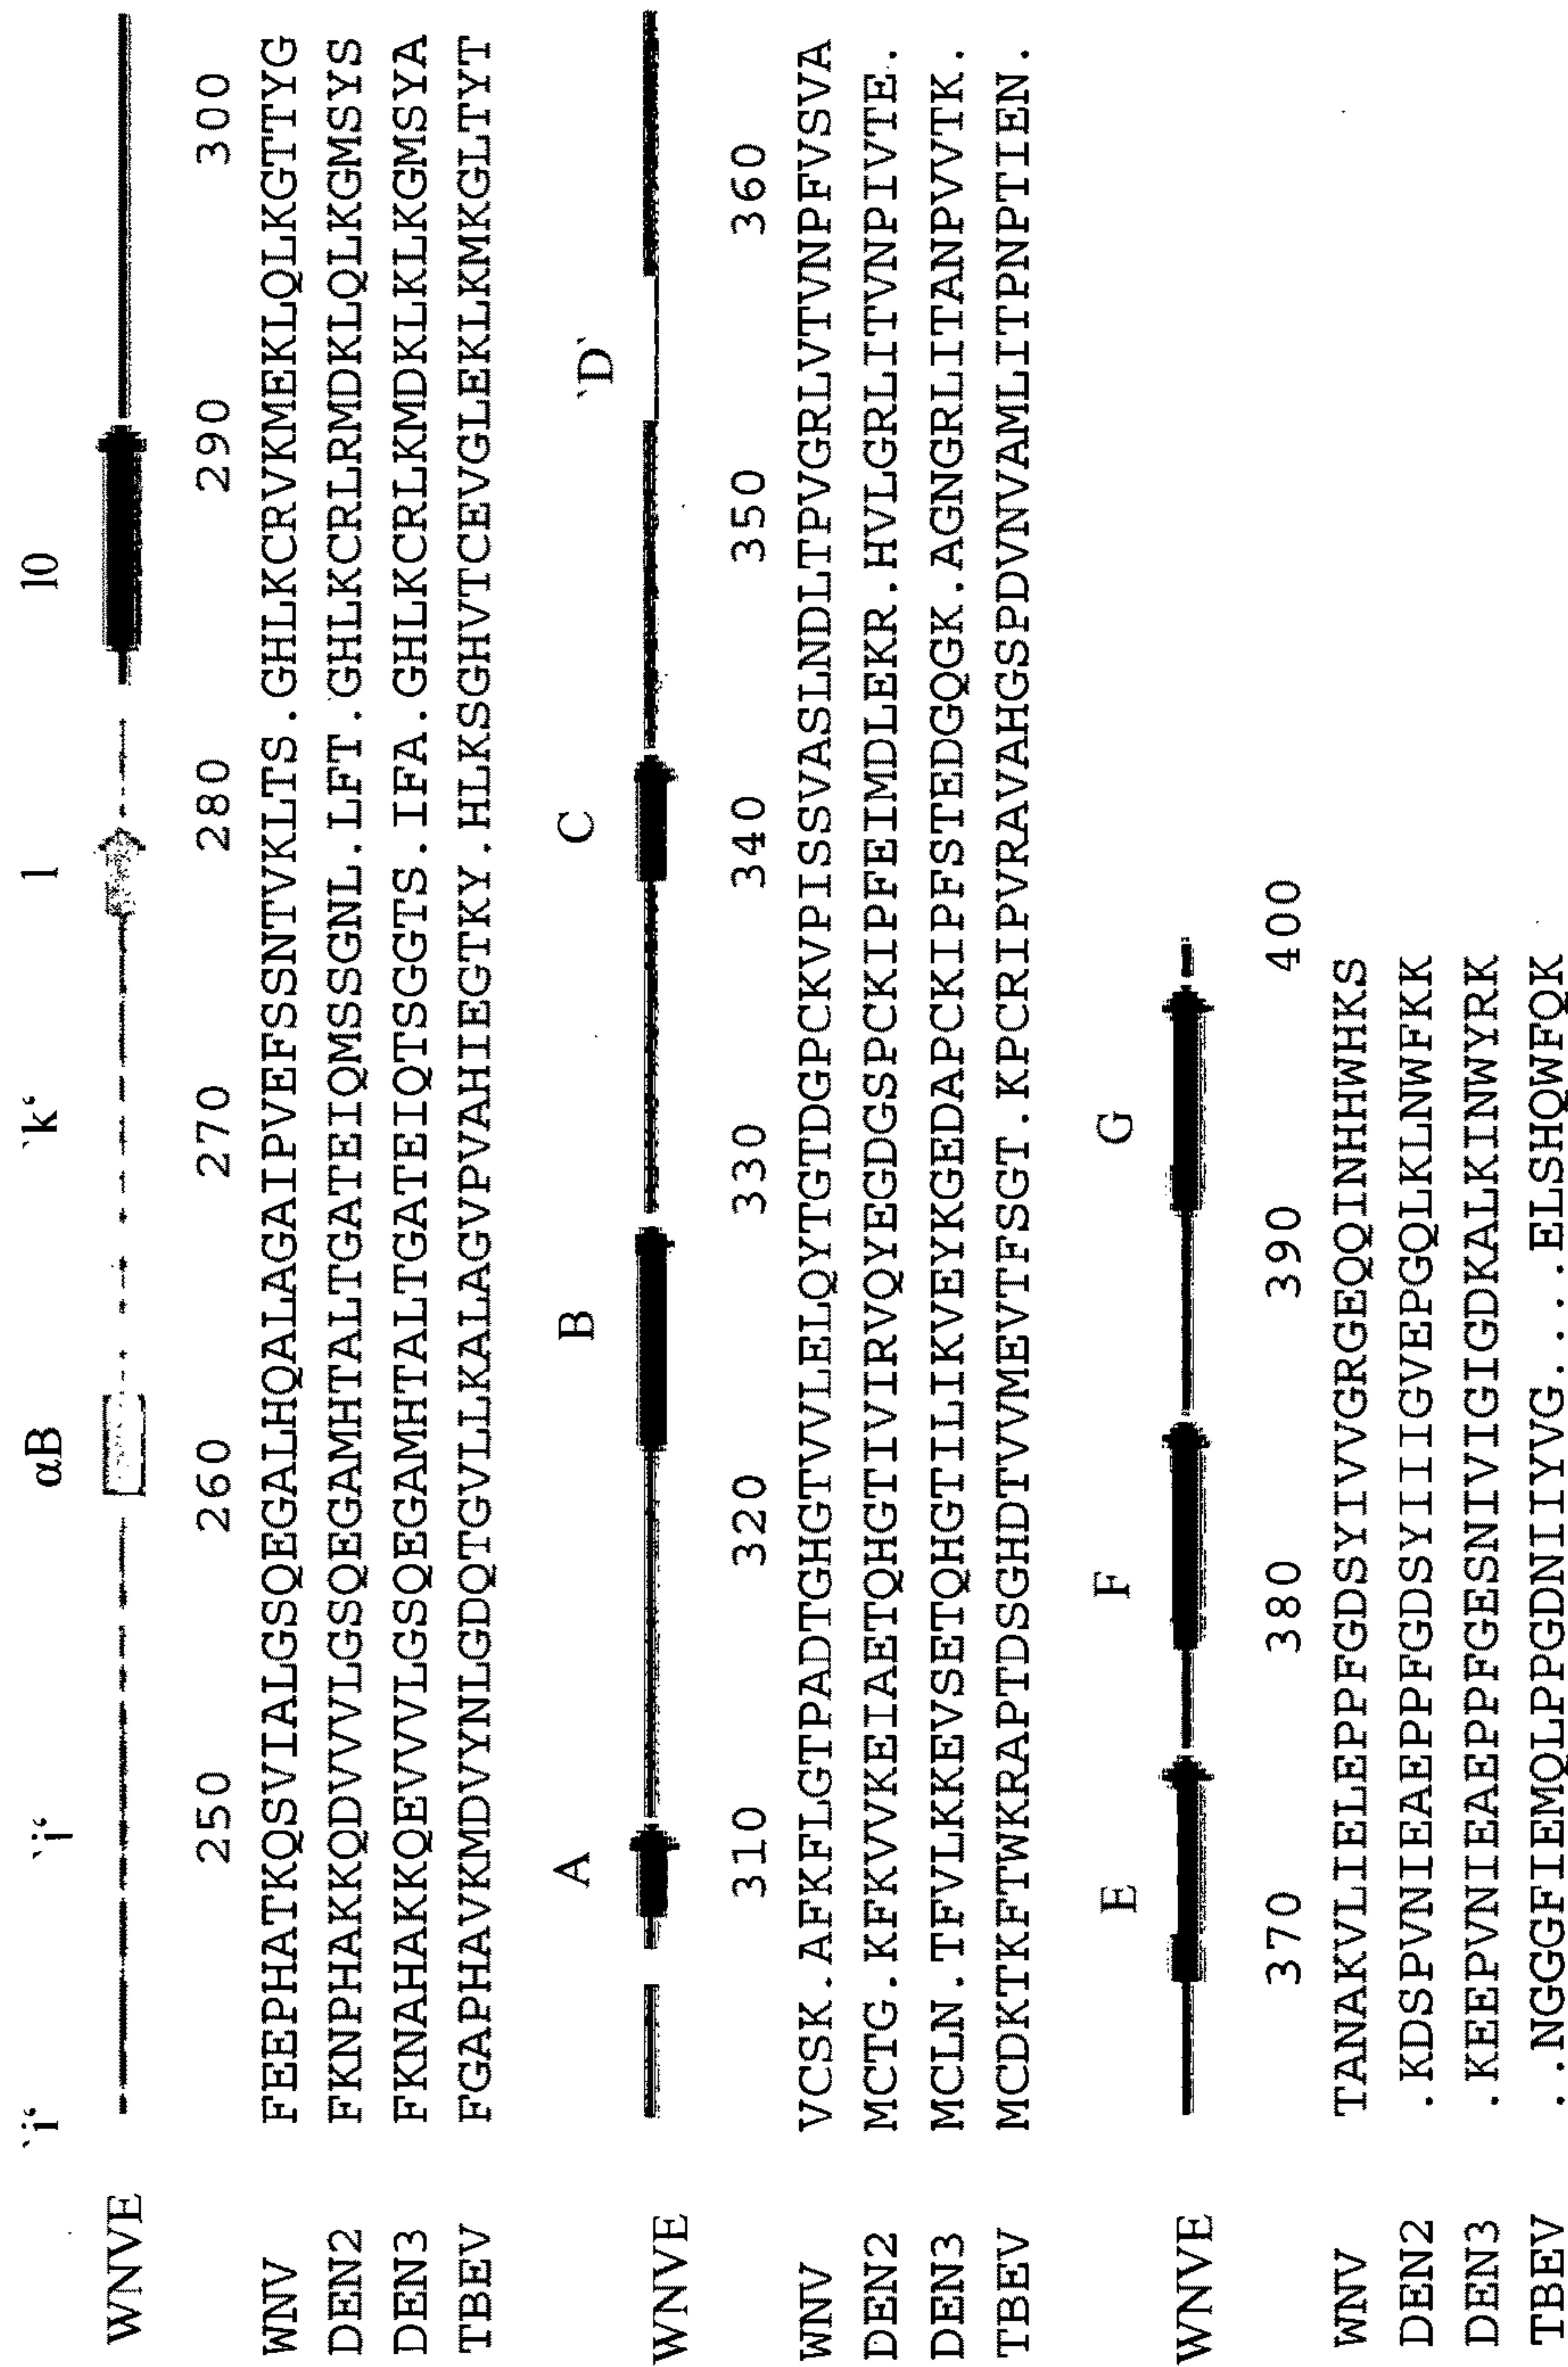 `i‘ `j‘ αB `k‘ l 10
WNVE
250 260 270 280 290 300
WNV FEEPHATKQSVIALGSQEGALHQALAGAIPVEFSSNTVKLTS.GHLKCRVKMEKLQLKGTTYG
DEN2 FKNPHAKKQDVVVLGSQEGAMHTALTGATEIQMSSGNL.LFT.GHLKCRLRMDKLQLKGMSYS
DEN3 FKNAHAKKQEVVVLGSQEGAMHTALTGATEIQTSGGTS.IFA.GHLKCRLKMDKLKLKGMSYA
TBEV FGAPHAVKMDVYNLGDQTGVLLKALAGVPVAHIEGTKY.HLKSGHVTCEVGLEKLKMKGLTYT
A B C `D`
WNVE
310 320 330 340 350 360
WNV VCSK.AFKFLGTPADTGHGTVVLELQYTGTDGPCKVPISSVASLNDLTPVGRLVTVNPFVSVA
DEN2 MCTG.KFKVVKEIAETQHGTIVIRVQYEGDGSPCKIPFEIMDLEKR.HVLGRLITVNPIVTE.
DEN3 MCLN.TFVLKKEVSETQHGTILIKVEYKGEDAPCKIPFSTEDGQGK.AGNGRLITANPVVTK.
TBEV MCDKTKFTWKRAPTDSGHDTVVMEVTFSGT.KPCRIPVRAVAHGSPDVNVAMLITPNPTIEN.
E F G
WNVE
370 380 390 400
WNV TANAKVLIELEPPFGDSYIVVGRGEQQINHHWHKS
DEN2 .KDSPVNIEAEPPFGDSYIIIGVEPGQLKLNWFKK
DEN3 .KEEPVNIEAEPPFGESNIVIGIGDKALKINWYRK
TBEV ..NGGGFIEMQLPPGDNIIYVG....ELSHQWFQK